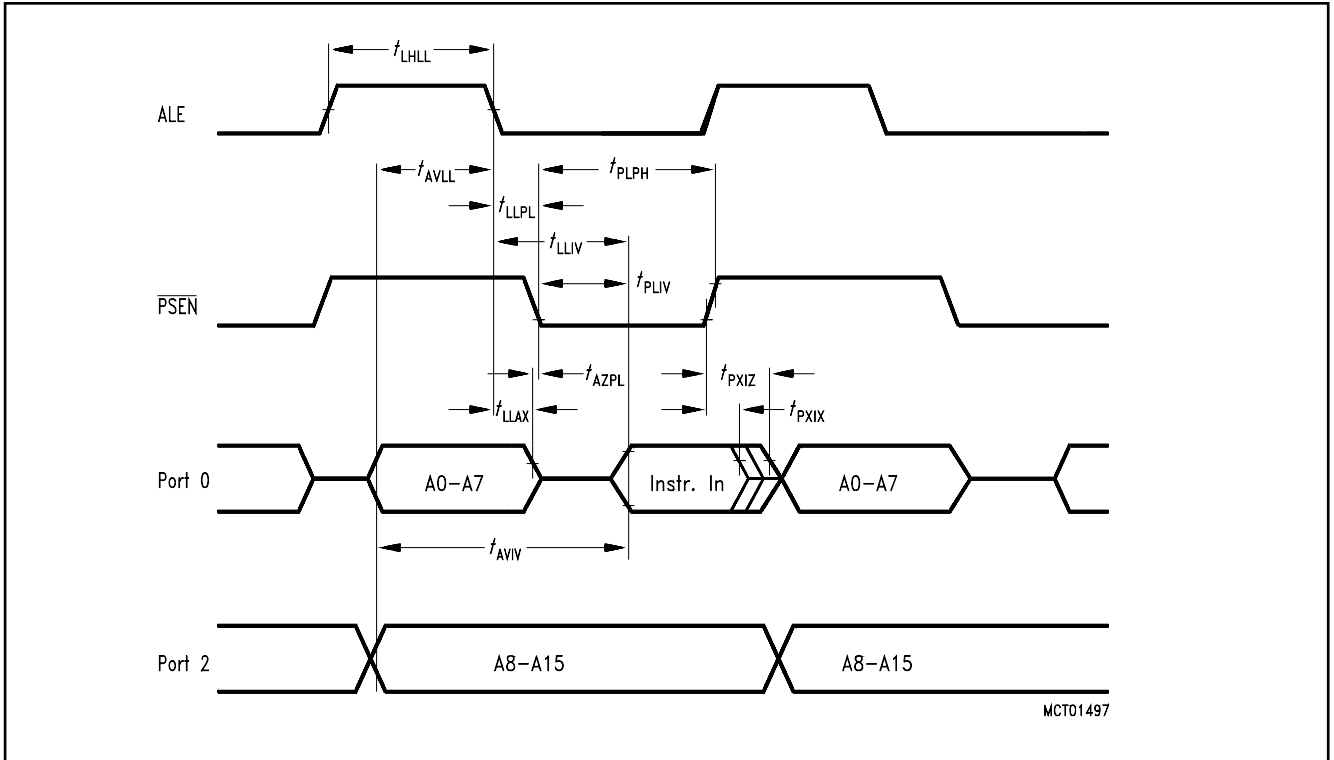 tLHLL
ALE
tAVLL
tPLPH
tLLPL
tLLIV
tPLIV
PSEN
tAZPL
tPXIZ
tLLAX
tPXIX
Port 0
A0-A7
Instr. In
A0-A7
tAVIV
Port 2
A8-A15
A8-A15
MCT01497